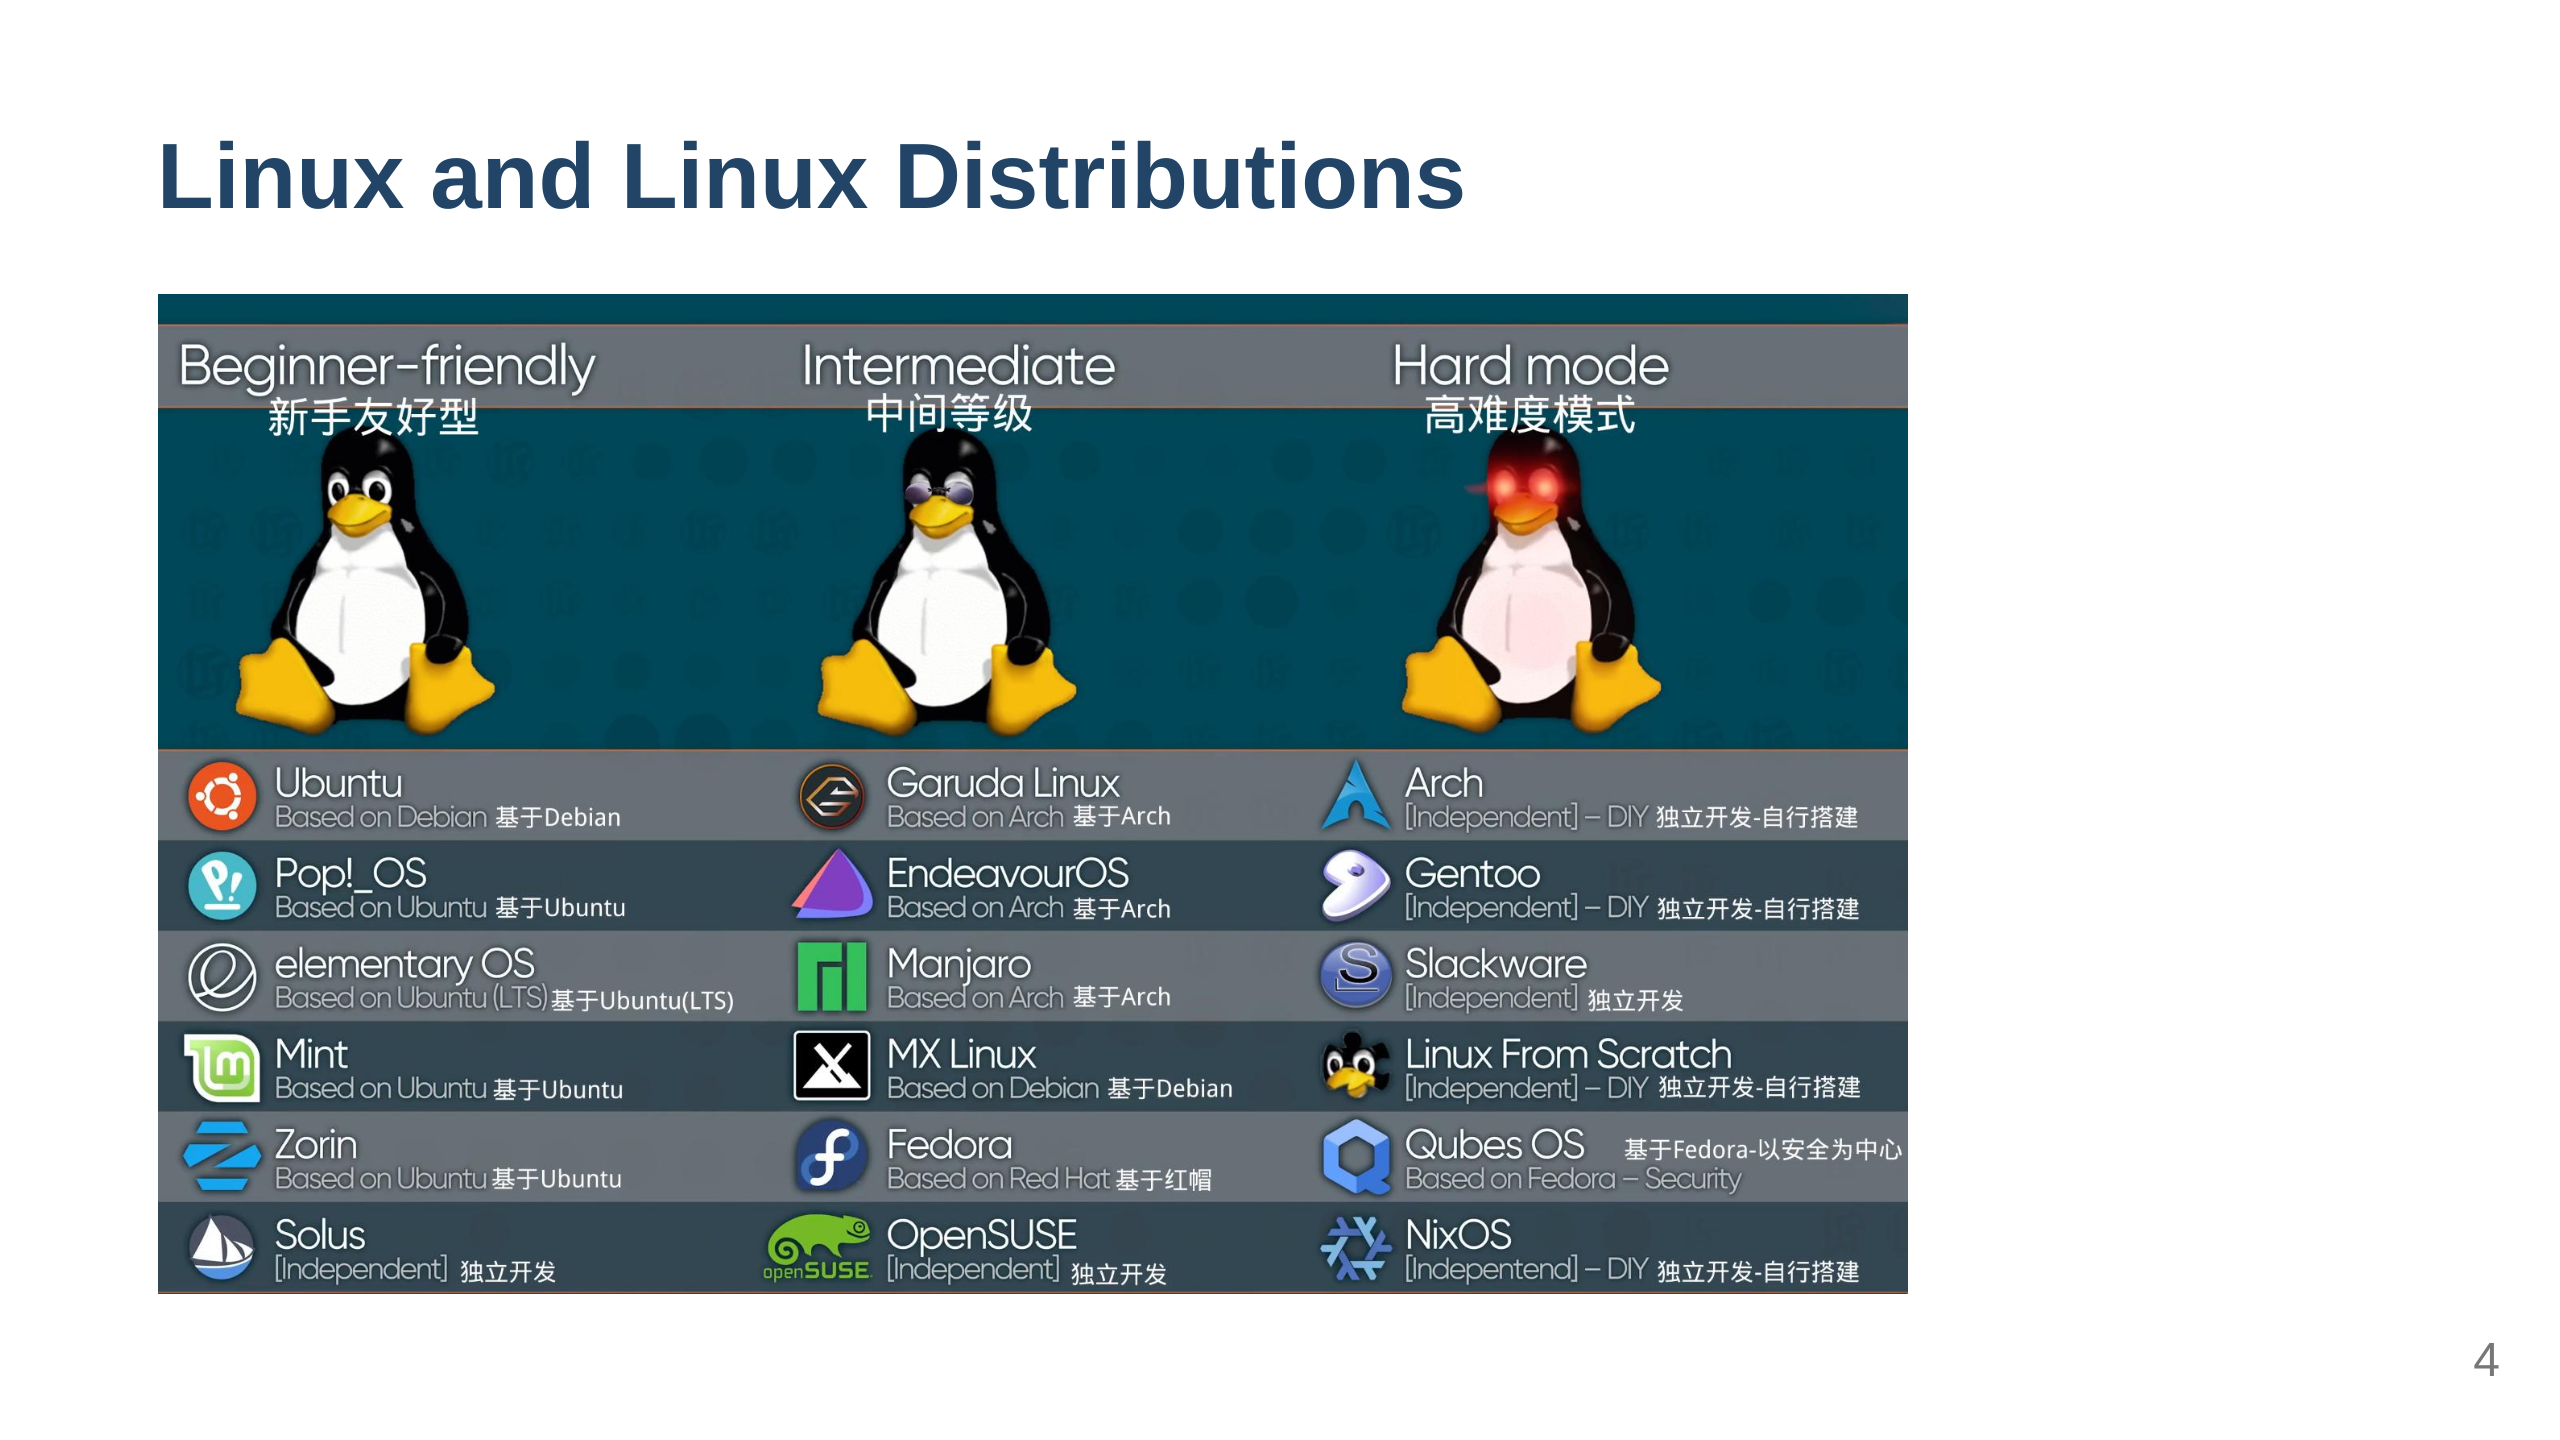 Linux and Linux Distributions
Beginner-friendly
新手友好型
Intermediate
中间等级
Hard mode
高难度模式
Ubuntu
Based on Debian 基于Debian
Pop!_OS
Based on Ubuntu 基于Ubuntu
elementary OS
Based on Ubuntu (LTS) 基于Ubuntu(LTS)
Mint
Based on Ubuntu 基于Ubuntu
Zorin
Based on Ubuntu 基于Ubuntu
Solus
[Independent] 独立开发
Garuda Linux
Based on Arch 基于Arch
EndeavourOS
Based on Arch 基于Arch
Manjaro
Based on Arch 基于Arch
MX Linux
Based on Debian 基于Debian
Fedora
Based on Red Hat 基于红帽
openSUSE
OpenSUSE
[Independent] 独立开发
Arch
[Independent] – DIY 独立开发-自行搭建
Gentoo
[Independent] – DIY 独立开发-自行搭建
Slackware
[Independent] 独立开发
Linux From Scratch
[Independent] – DIY 独立开发-自行搭建
Qubes OS 基于Fedora-以安全为中心
Based on Fedora – Security
NixOS
[Indepentend] – DIY 独立开发-自行搭建
4